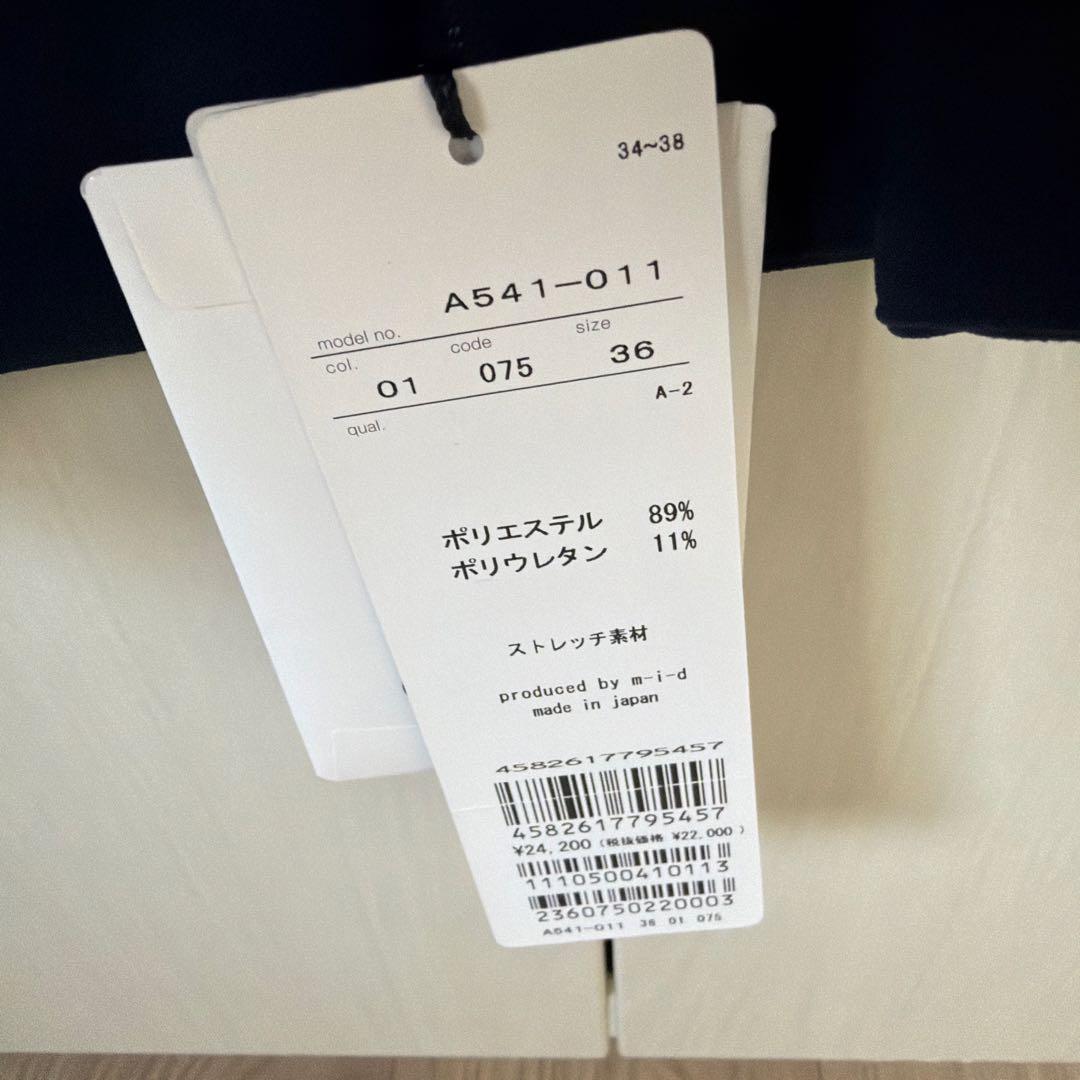 34~38
model no. A541-011
col. code size
01 075 36
qual. A-2
ポリエステル 89%
ポリウレタン 11%
ストレッチ素材
produced by m-i-d
made in japan
4582617795457
4582617795457
¥24,200 (税抜価格 ¥22,000 )
1110500410113
2360750220003
A541-011 36 01 075